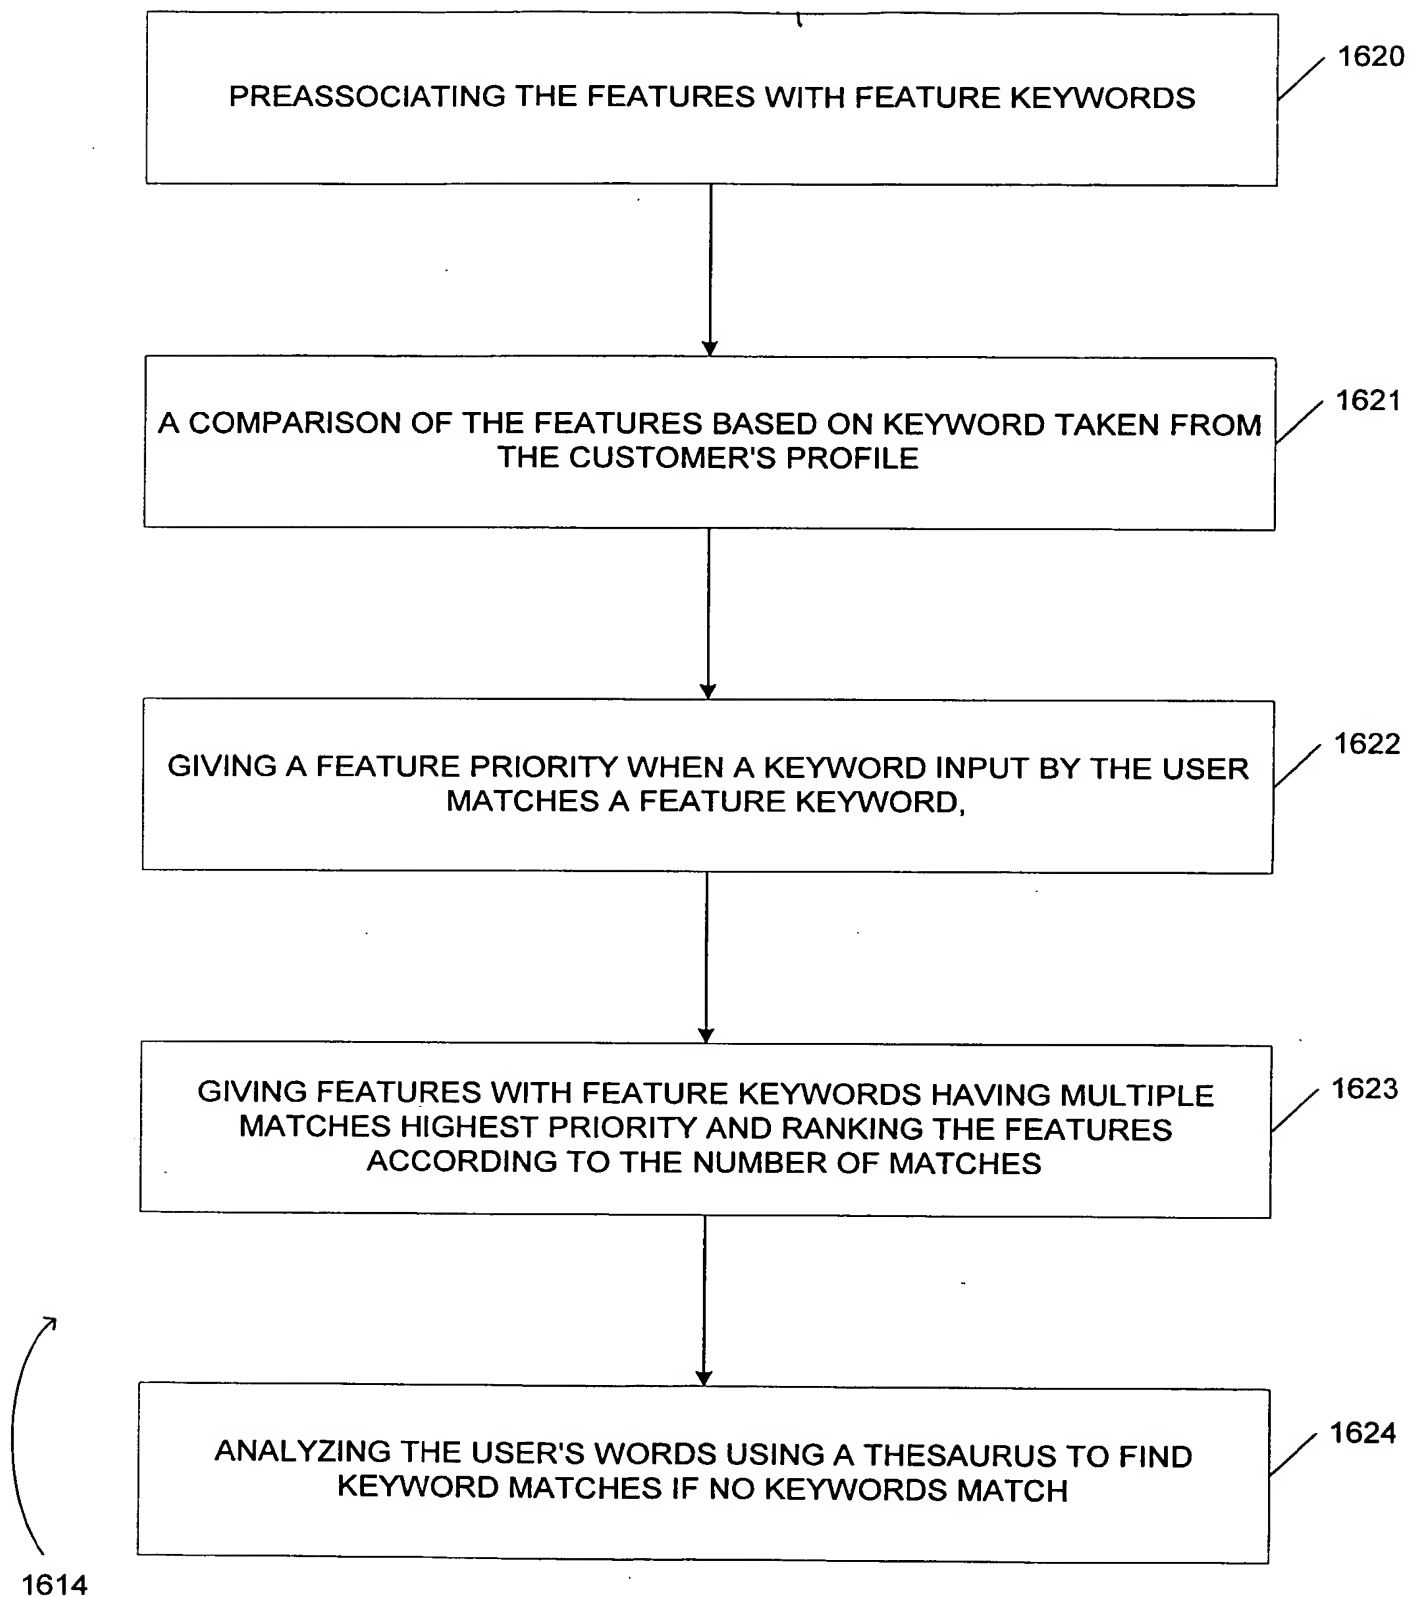 1620
PREASSOCIATING THE FEATURES WITH FEATURE KEYWORDS
1621
A COMPARISON OF THE FEATURES BASED ON KEYWORD TAKEN FROM
THE CUSTOMER'S PROFILE
1622
GIVING A FEATURE PRIORITY WHEN A KEYWORD INPUT BY THE USER
MATCHES A FEATURE KEYWORD,
1623
GIVING FEATURES WITH FEATURE KEYWORDS HAVING MULTIPLE
MATCHES HIGHEST PRIORITY AND RANKING THE FEATURES
ACCORDING TO THE NUMBER OF MATCHES
1624
ANALYZING THE USER'S WORDS USING A THESAURUS TO FIND
KEYWORD MATCHES IF NO KEYWORDS MATCH
1614